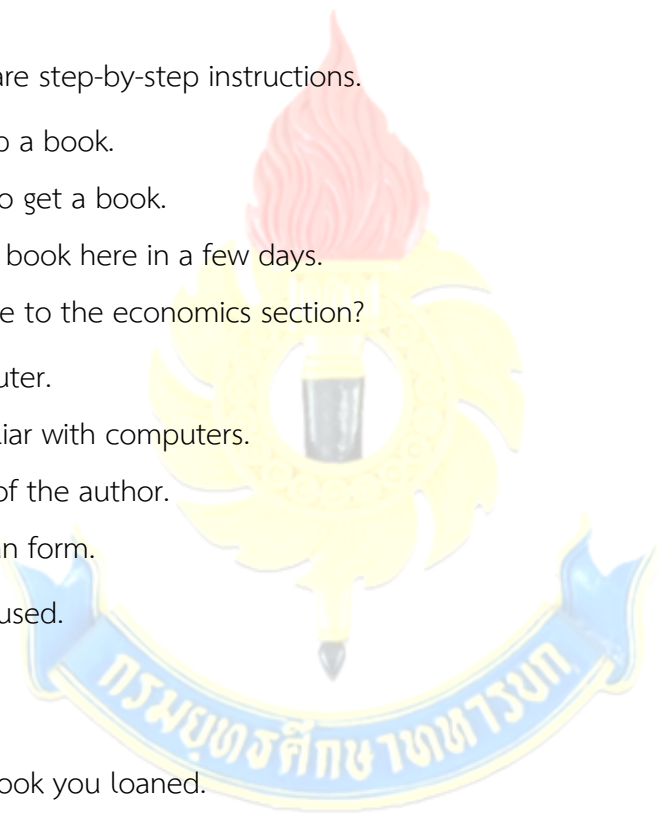 are step-by-step instructions.
o a book.
o get a book.
book here in a few days.
e to the economics section?
uter.
liar with computers.
of the author.
an form.
used.
กรมยุทธศึกษาทหารบก
ook you loaned.